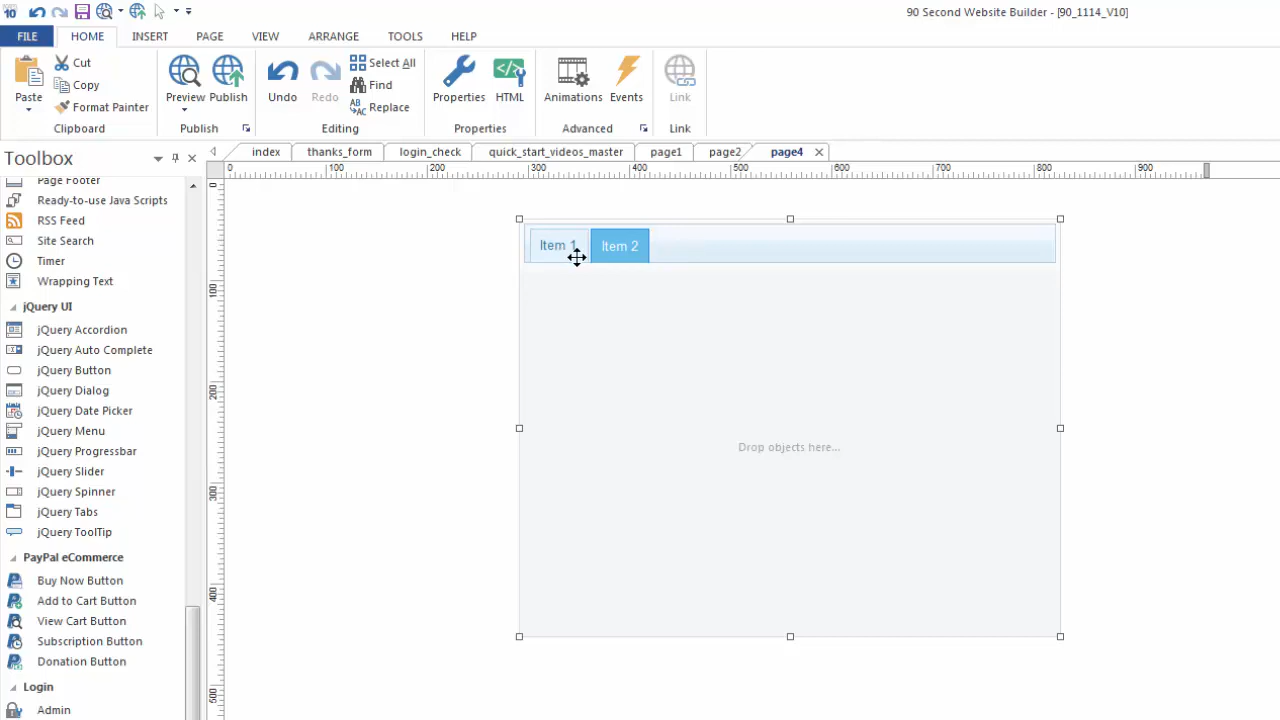 10
90 Second Website Builder - [90_1114_V10]
FILE HOME INSERT PAGE VIEW ARRANGE TOOLS HELP
Paste
Cut
Copy
Format Painter
Clipboard
Preview Publish
Publish
Undo Redo
Select All
Find
Replace
Editing
Properties HTML
Properties
Animations Events
Advanced
Link
Link
Toolbox
index thanks_form login_check quick_start_videos_master page1 page2 page4
0 100 200 300 400 500 600 700 800 900
0
100
200
300
400
500
Page Footer
Ready-to-use Java Scripts
RSS Feed
Site Search
Timer
Wrapping Text
jQuery UI
jQuery Accordion
jQuery Auto Complete
jQuery Button
jQuery Dialog
jQuery Date Picker
jQuery Menu
jQuery Progressbar
jQuery Slider
jQuery Spinner
jQuery Tabs
jQuery ToolTip
PayPal eCommerce
Buy Now Button
Add to Cart Button
View Cart Button
Subscription Button
Donation Button
Login
Admin
Item 1 Item 2
Drop objects here...